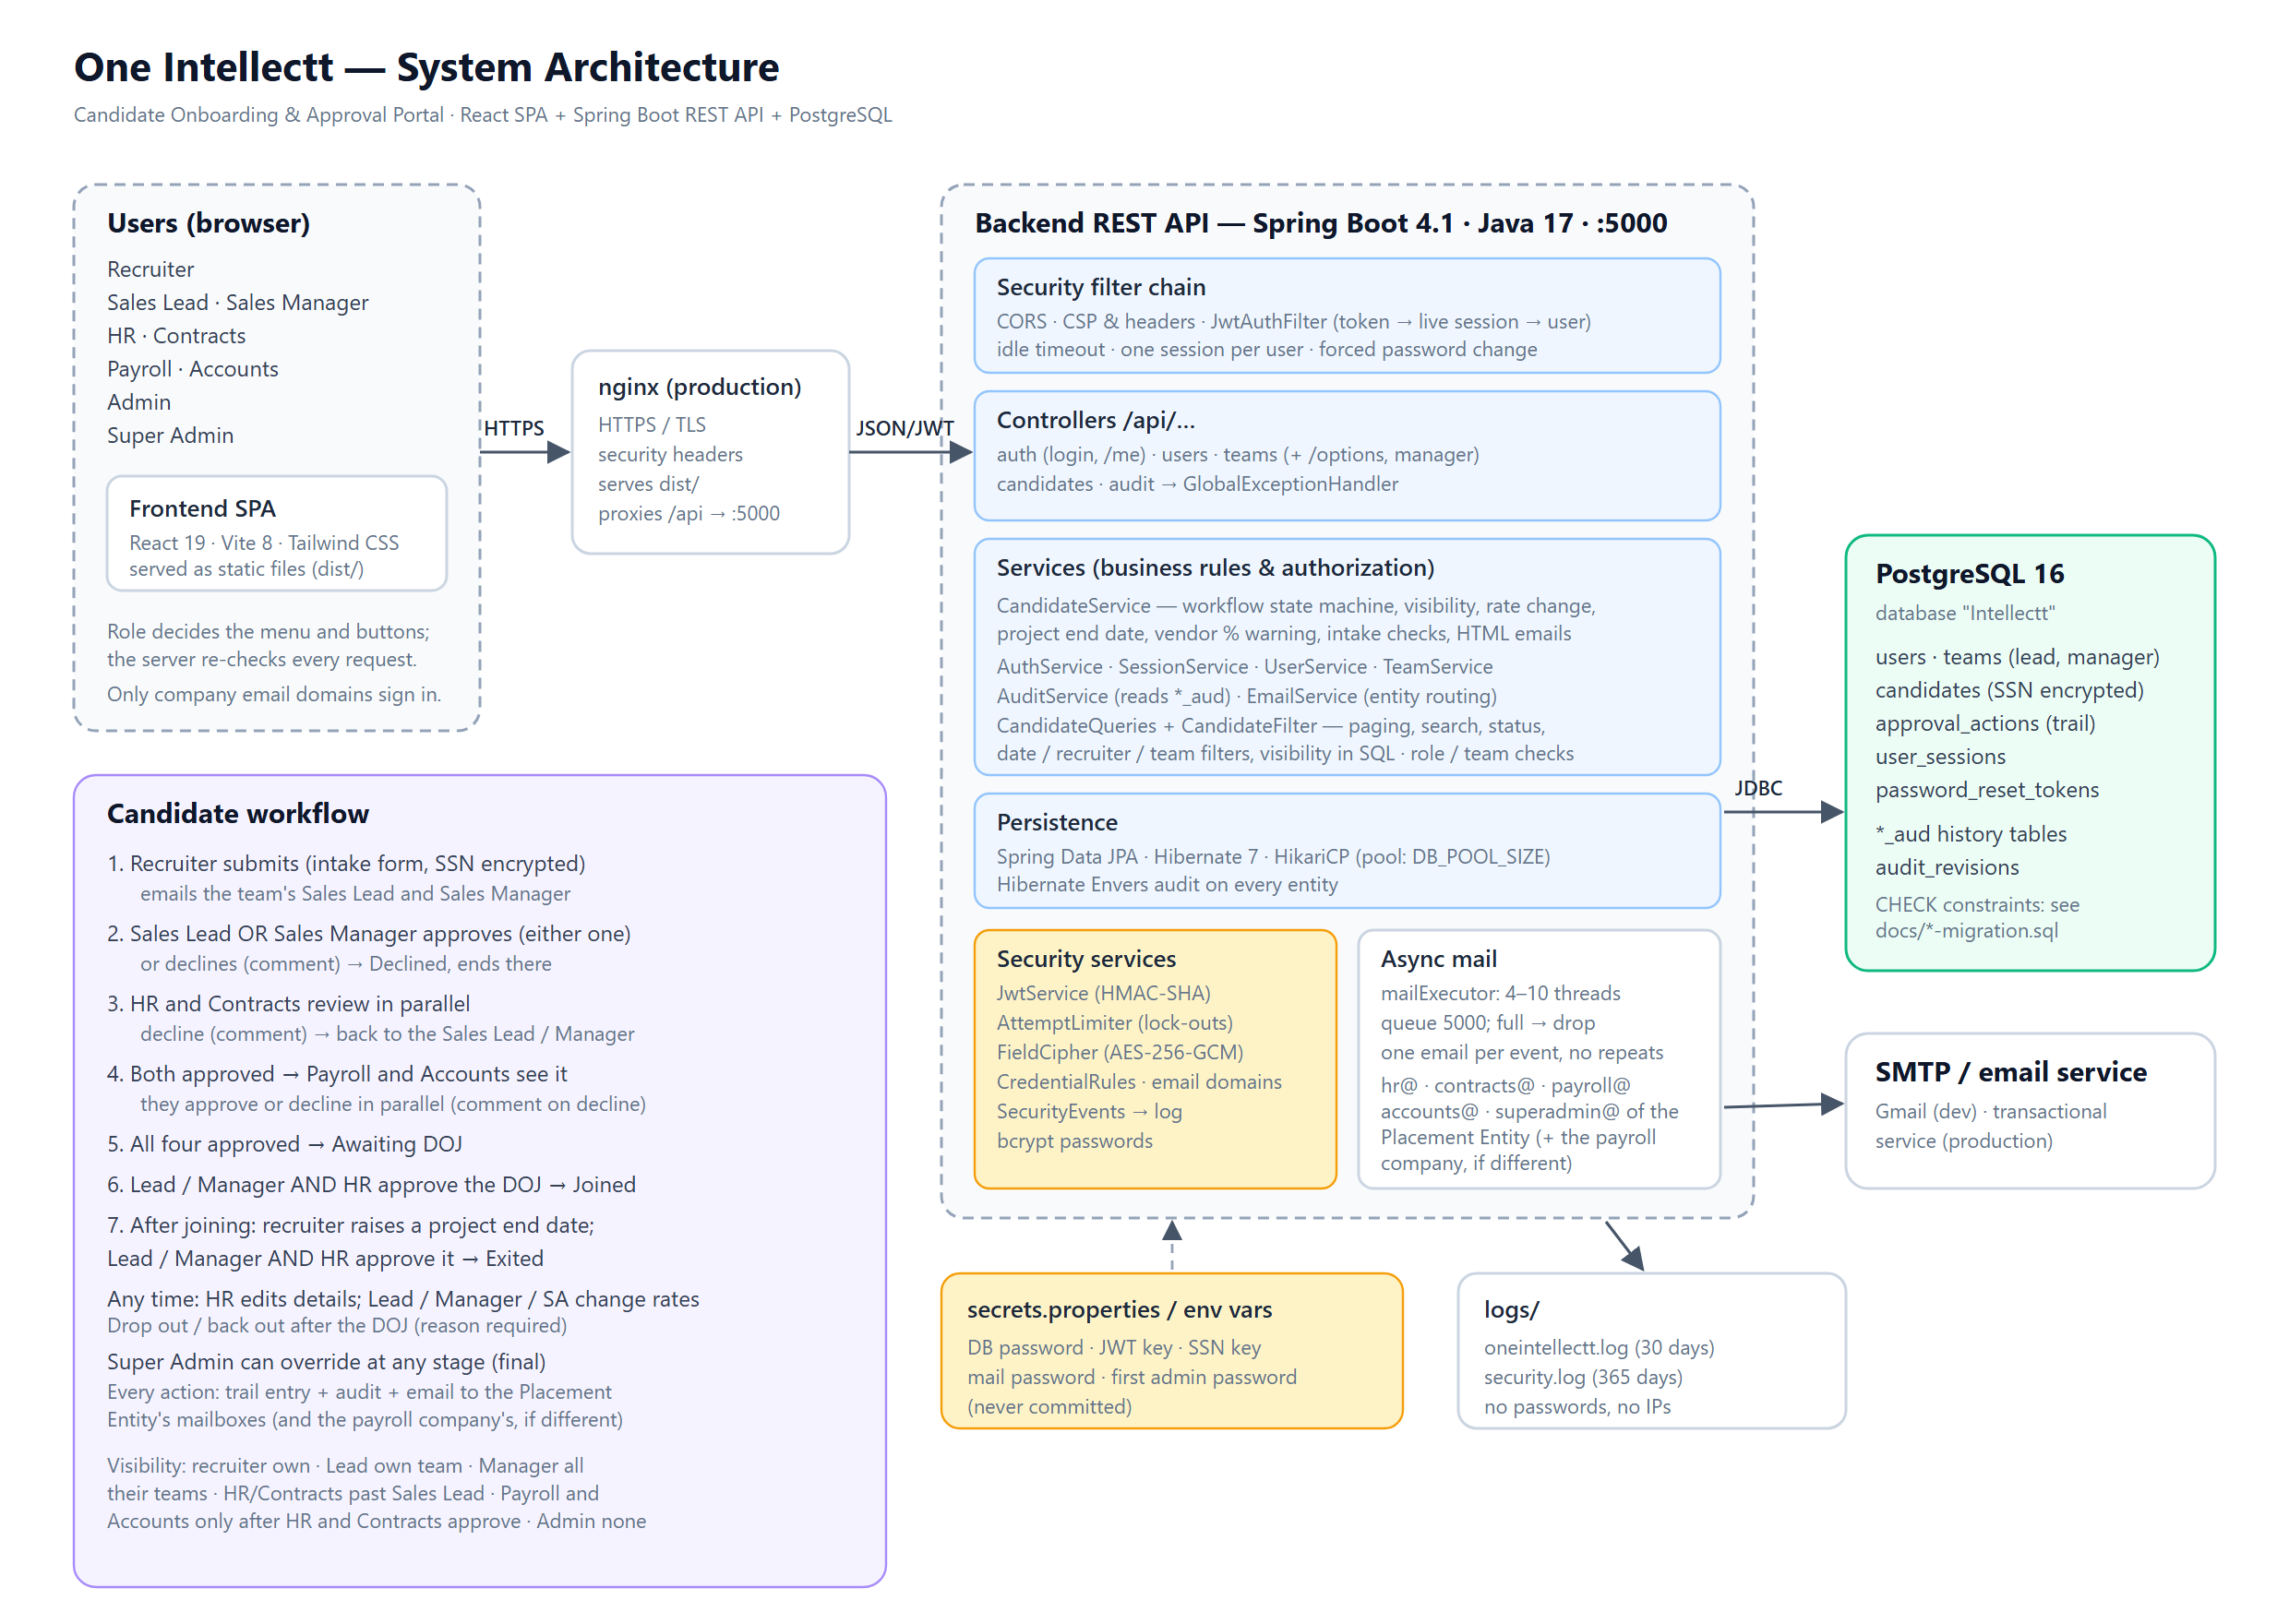 One Intellectt — System Architecture
Candidate Onboarding & Approval Portal · React SPA + Spring Boot REST API + PostgreSQL
Users (browser)
Recruiter
Sales Lead · Sales Manager
HR · Contracts
Payroll · Accounts
Admin
Super Admin
Frontend SPA
React 19 · Vite 8 · Tailwind CSS
served as static files (dist/)
Role decides the menu and buttons;
the server re-checks every request.
Only company email domains sign in.
HTTPS
nginx (production)
HTTPS / TLS
security headers
serves dist/
proxies /api → :5000
JSON/JWT
Backend REST API — Spring Boot 4.1 · Java 17 · :5000
Security filter chain
CORS · CSP & headers · JwtAuthFilter (token → live session → user)
idle timeout · one session per user · forced password change
Controllers /api/...
auth (login, /me) · users · teams (+ /options, manager)
candidates · audit → GlobalExceptionHandler
Services (business rules & authorization)
CandidateService — workflow state machine, visibility, rate change,
project end date, vendor % warning, intake checks, HTML emails
AuthService · SessionService · UserService · TeamService
AuditService (reads *_aud) · EmailService (entity routing)
CandidateQueries + CandidateFilter — paging, search, status,
date / recruiter / team filters, visibility in SQL · role / team checks
Persistence
Spring Data JPA · Hibernate 7 · HikariCP (pool: DB_POOL_SIZE)
Hibernate Envers audit on every entity
Security services
JwtService (HMAC-SHA)
AttemptLimiter (lock-outs)
FieldCipher (AES-256-GCM)
CredentialRules · email domains
SecurityEvents → log
bcrypt passwords
Async mail
mailExecutor: 4–10 threads
queue 5000; full → drop
one email per event, no repeats
hr@ · contracts@ · payroll@
accounts@ · superadmin@ of the
Placement Entity (+ the payroll
company, if different)
JDBC
PostgreSQL 16
database "Intellectt"
users · teams (lead, manager)
candidates (SSN encrypted)
approval_actions (trail)
user_sessions
password_reset_tokens
*_aud history tables
audit_revisions
CHECK constraints: see
docs/*-migration.sql
SMTP / email service
Gmail (dev) · transactional
service (production)
secrets.properties / env vars
DB password · JWT key · SSN key
mail password · first admin password
(never committed)
logs/
oneintellectt.log (30 days)
security.log (365 days)
no passwords, no IPs
Candidate workflow
1. Recruiter submits (intake form, SSN encrypted)
emails the team's Sales Lead and Sales Manager
2. Sales Lead OR Sales Manager approves (either one)
or declines (comment) → Declined, ends there
3. HR and Contracts review in parallel
decline (comment) → back to the Sales Lead / Manager
4. Both approved → Payroll and Accounts see it
they approve or decline in parallel (comment on decline)
5. All four approved → Awaiting DOJ
6. Lead / Manager AND HR approve the DOJ → Joined
7. After joining: recruiter raises a project end date;
Lead / Manager AND HR approve it → Exited
Any time: HR edits details; Lead / Manager / SA change rates
Drop out / back out after the DOJ (reason required)
Super Admin can override at any stage (final)
Every action: trail entry + audit + email to the Placement
Entity's mailboxes (and the payroll company's, if different)
Visibility: recruiter own · Lead own team · Manager all
their teams · HR/Contracts past Sales Lead · Payroll and
Accounts only after HR and Contracts approve · Admin none